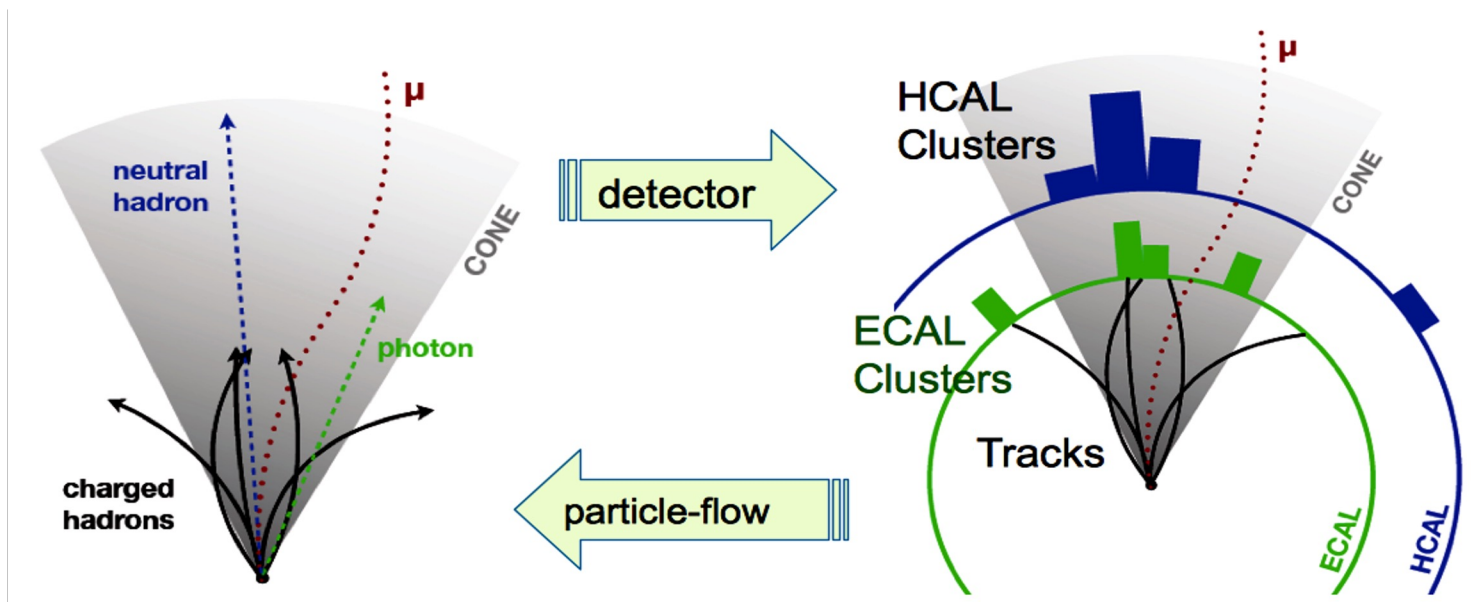 μ
neutral
hadron
CONE
photon
charged
hadrons
detector
particle-flow
μ
HCAL
Clusters
CONE
ECAL
Clusters
Tracks
ECAL
HCAL